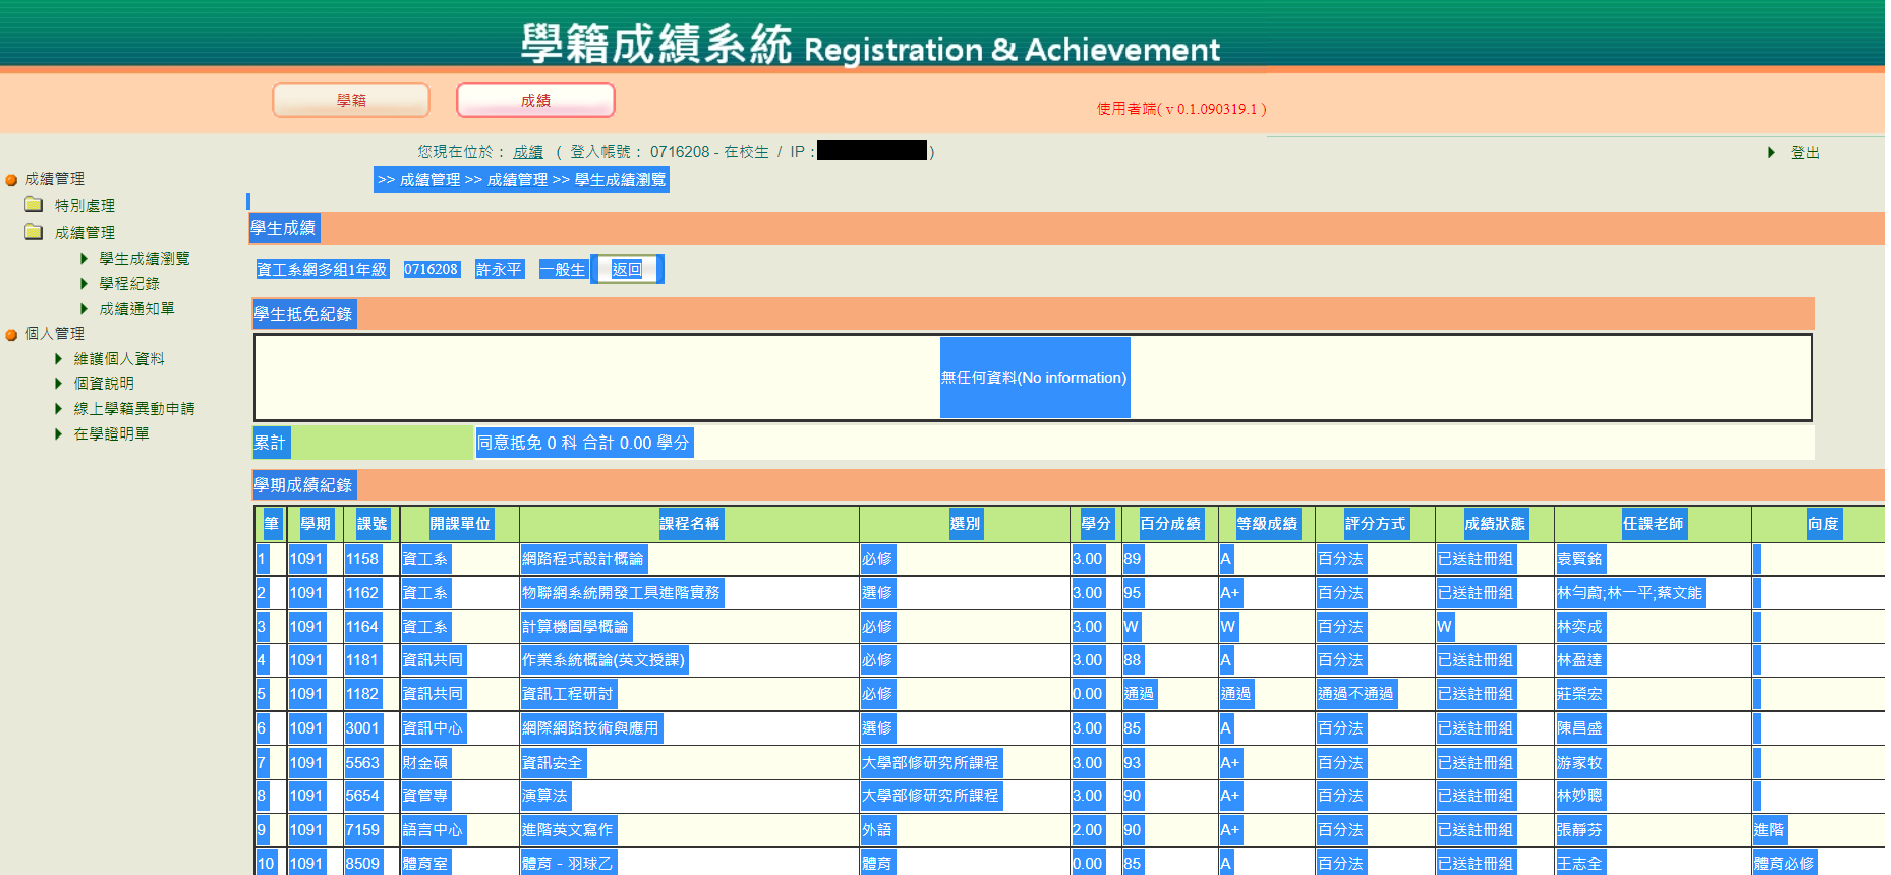 學籍成績系統 Registration & Achievement
學籍 成績 使用者端( v 0.1.090319.1 )
您現在位於： 成績 ( 登入帳號： 0716208 - 在校生 / IP : )
登出
>> 成績管理 >> 成績管理 >> 學生成績瀏覽
成績管理
特別處理
成績管理
學生成績瀏覽
學程紀錄
成績通知單
個人管理
維護個人資料
個資說明
線上學籍異動申請
在學證明單
學生成績
資工系網多組1年級 0716208 許永平 一般生 返回
學生抵免紀錄
無任何資料(No information)
累計 同意抵免 0 科 合計 0.00 學分
學期成績紀錄
筆 學期 課號 開課單位 課程名稱 選別 學分 百分成績 等級成績 評分方式 成績狀態 任課老師 向度
1 1091 1158 資工系 網路程式設計概論 必修 3.00 89 A 百分法 已送註冊組 袁賢銘
2 1091 1162 資工系 物聯網系統開發工具進階實務 選修 3.00 95 A+ 百分法 已送註冊組 林勻蔚;林一平;蔡文能
3 1091 1164 資工系 計算機圖學概論 必修 3.00 W W 百分法 W 林奕成
4 1091 1181 資訊共同 作業系統概論(英文授課) 必修 3.00 88 A 百分法 已送註冊組 林盈達
5 1091 1182 資訊共同 資訊工程研討 必修 0.00 通過 通過 通過不通過 已送註冊組 莊榮宏
6 1091 3001 資訊中心 網際網路技術與應用 選修 3.00 85 A 百分法 已送註冊組 陳昌盛
7 1091 5563 財金碩 資訊安全 大學部修研究所課程 3.00 93 A+ 百分法 已送註冊組 游家牧
8 1091 5654 資管專 演算法 大學部修研究所課程 3.00 90 A+ 百分法 已送註冊組 林妙聰
9 1091 7159 語言中心 進階英文寫作 外語 2.00 90 A+ 百分法 已送註冊組 張靜芬 進階
10 1091 8509 體育室 體育 - 羽球乙 體育 0.00 85 A 百分法 已送註冊組 王志全 體育必修